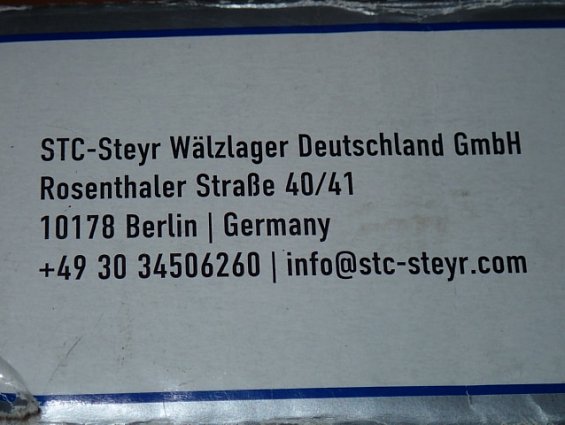 STC-Steyr Wälzlager Deutschland GmbH
Rosenthaler Straße 40/41
10178 Berlin | Germany
+49 30 34506260 | info@stc-steyr.com